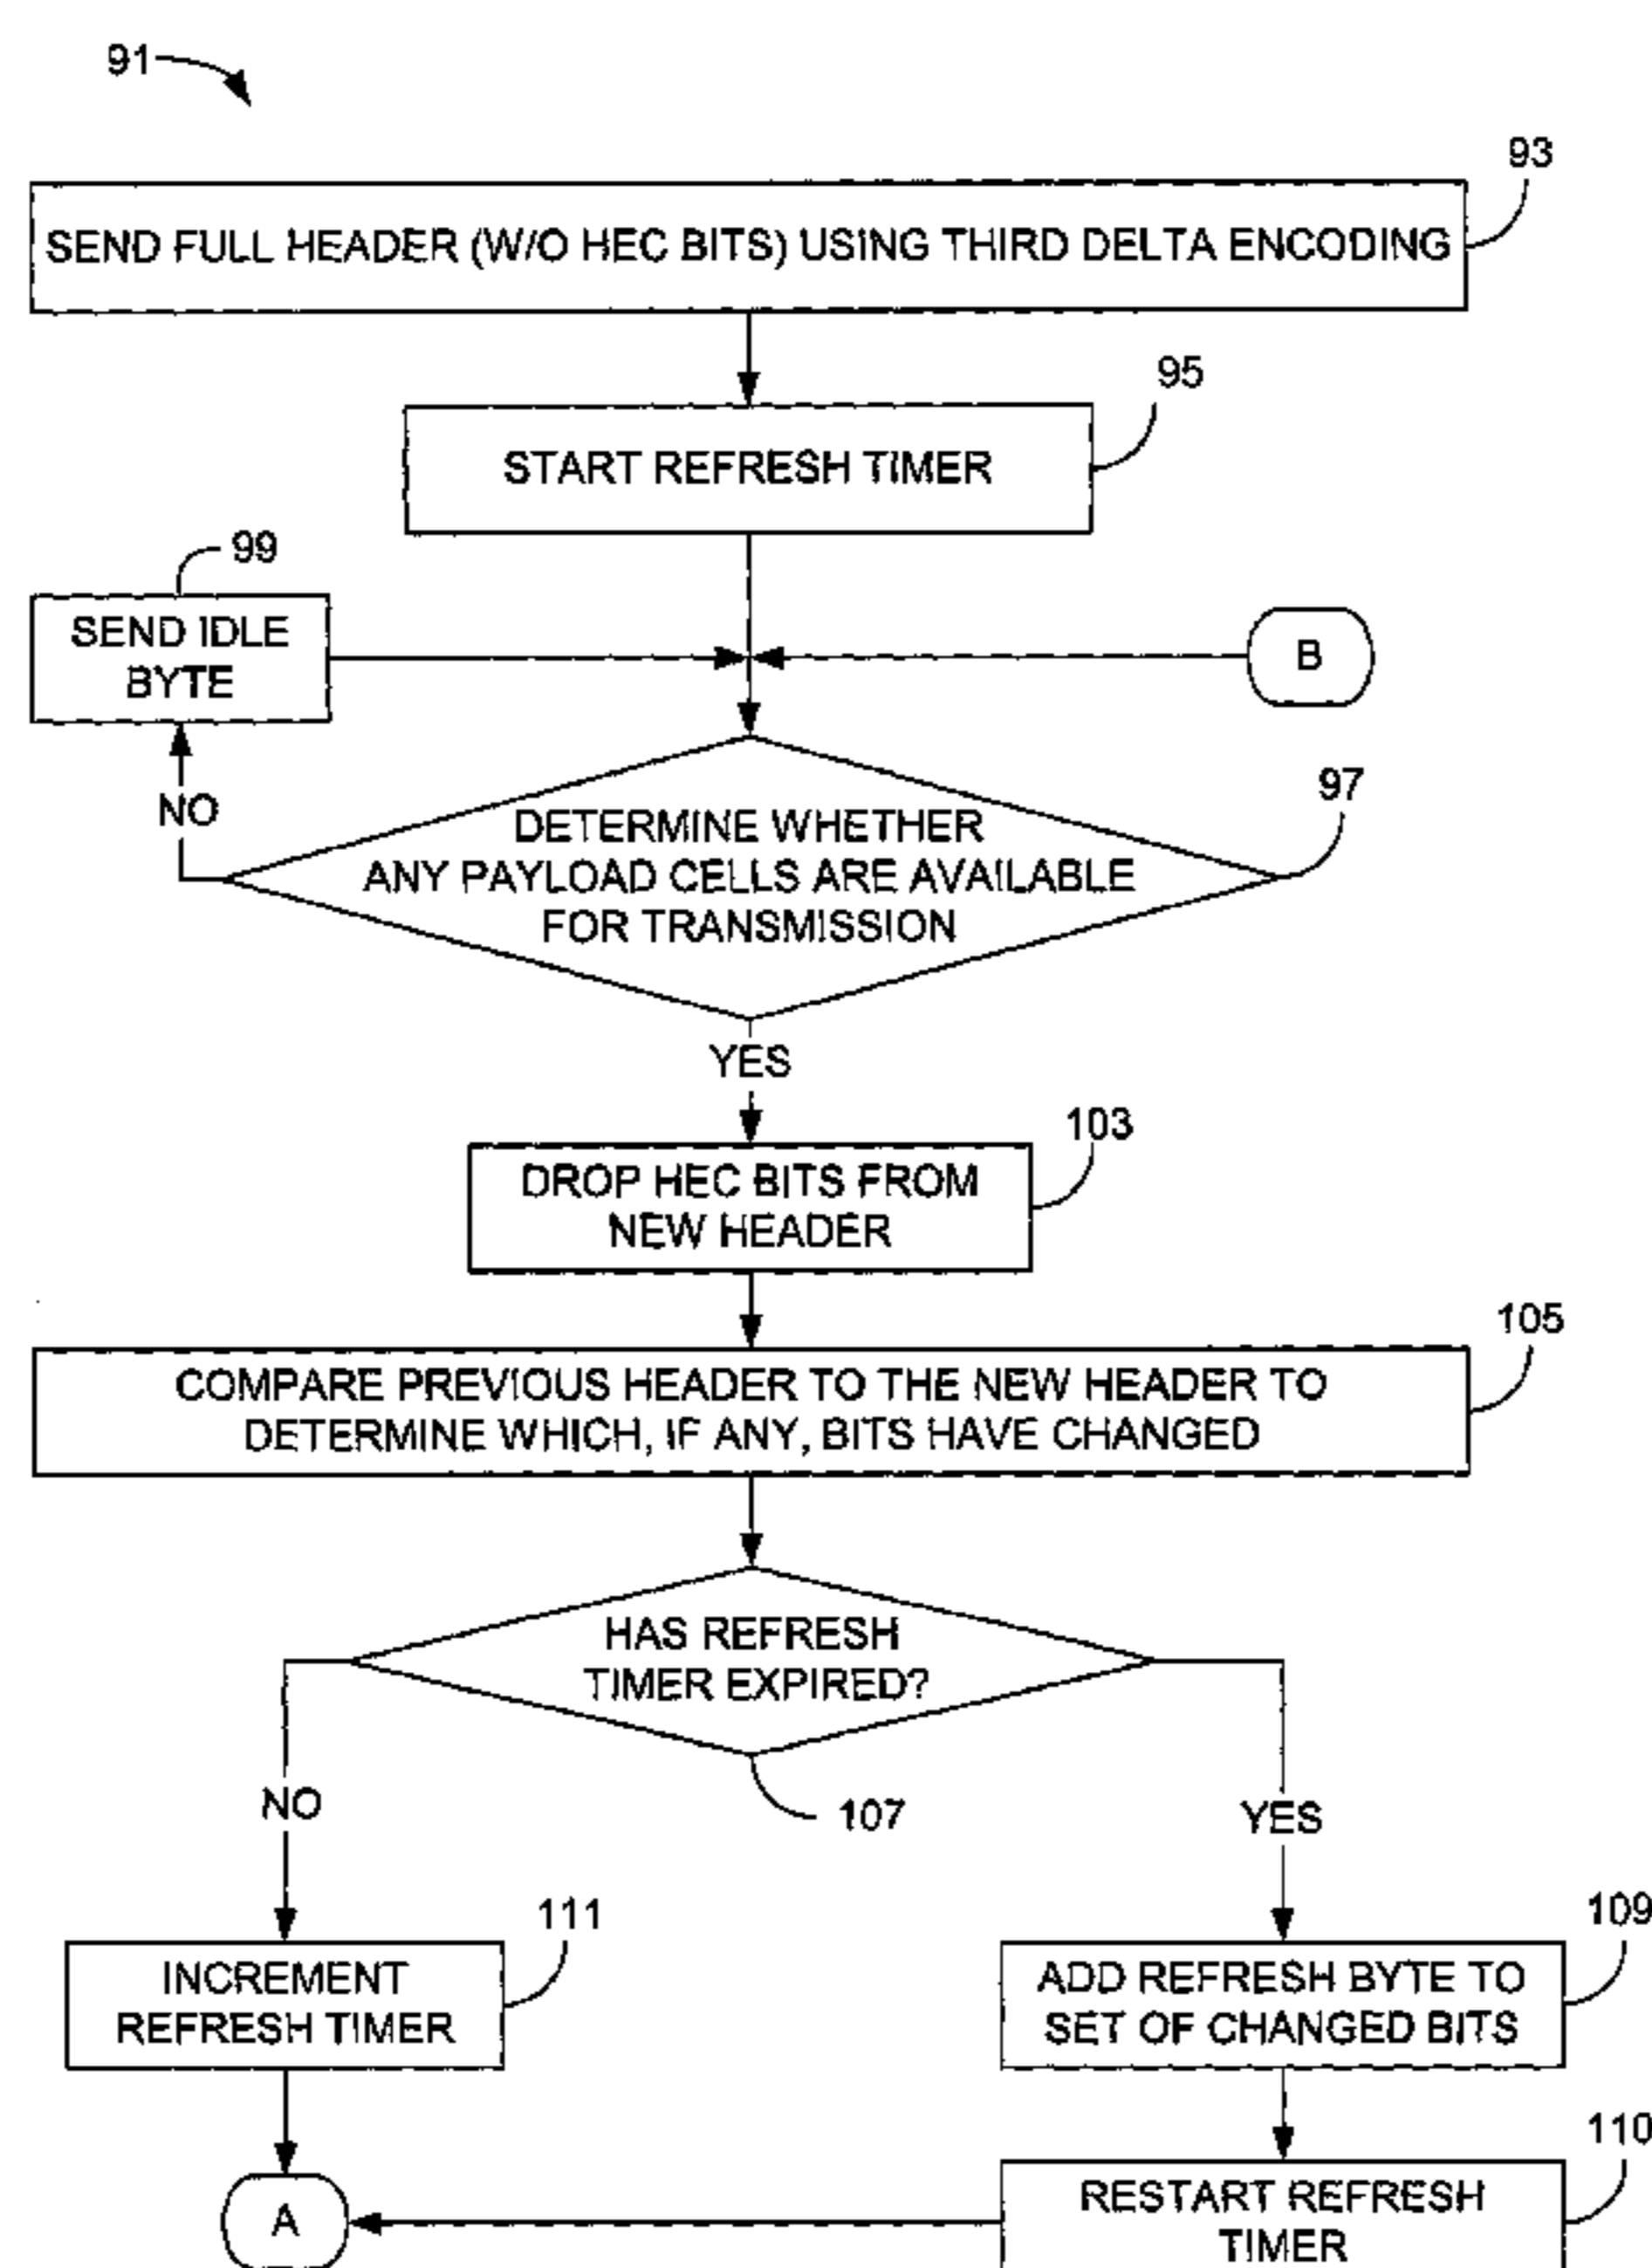 91
93
SEND FULL HEADER (W/O HEC BITS) USING THIRD DELTA ENCODING
95
START REFRESH TIMER
99
SEND IDLE
BYTE
B
97
NO
DETERMINE WHETHER
ANY PAYLOAD CELLS ARE AVAILABLE
FOR TRANSMISSION
YES
103
DROP HEC BITS FROM
NEW HEADER
105
COMPARE PREVIOUS HEADER TO THE NEW HEADER TO
DETERMINE WHICH, IF ANY, BITS HAVE CHANGED
HAS REFRESH
TIMER EXPIRED?
107
NO
YES
111
INCREMENT
REFRESH TIMER
109
ADD REFRESH BYTE TO
SET OF CHANGED BITS
110
RESTART REFRESH
TIMER
A